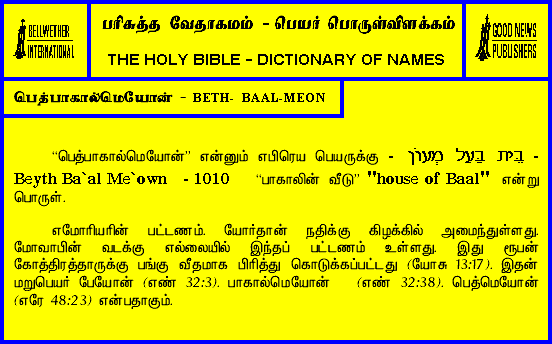 BELLWETHER
INTERNATIONAL
பரிசுத்த வேதாகமம் - பெயர் பொருள்விளக்கம்
THE HOLY BIBLE - DICTIONARY OF NAMES
GOOD NEWS
PUBLISHERS
பெத்பாகால்மெயோன் - BETH- BAAL-MEON
“பெத்பாகால்மெயோன்” என்னும் எபிரெய பெயருக்கு - בֵּית בַּעַל מְעוֹן -
Beyth Ba`al Me`own - 1010 “பாகாலின் வீடு” "house of Baal" என்று
பொருள்.
எமோரியரின் பட்டணம். யோர்தான் நதிக்கு கிழக்கில் அமைந்துள்ளது.
மோவாபின் வடக்கு எல்லையில் இந்தப் பட்டணம் உள்ளது. இது ரூபன்
கோத்திரத்தாருக்கு பங்கு வீதமாக பிரித்து கொடுக்கப்பட்டது (யோசு 13:17). இதன்
மறுபெயர் பேயோன் (எண் 32:3). பாகால்மெயோன் (எண் 32:38). பெத்மெயோன்
(எரே 48:23) என்பதாகும்.